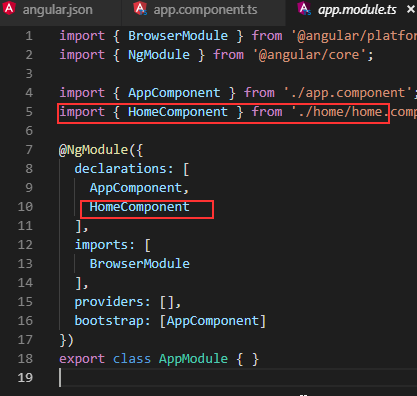 angular.json app.component.ts app.module.ts ×
1 import { BrowserModule } from '@angular/platfor
2 import { NgModule } from '@angular/core';
3
4 import { AppComponent } from './app.component';
5 import { HomeComponent } from './home/home.comp
6
7 @NgModule({
8 declarations: [
9 AppComponent,
10 HomeComponent
11 ],
12 imports: [
13 BrowserModule
14 ],
15 providers: [],
16 bootstrap: [AppComponent]
17 })
18 export class AppModule { }
19